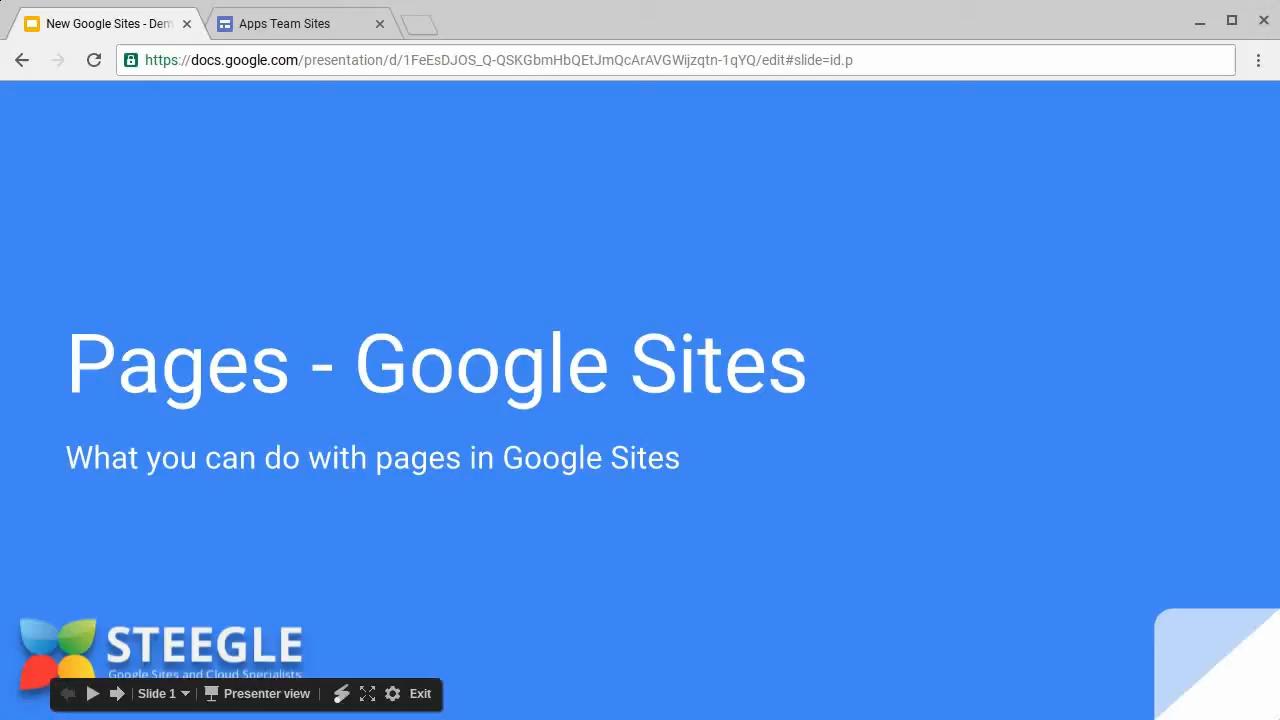 New Google Sites - Dem
Apps Team Sites
https://docs.google.com/presentation/d/1FeEsDJOS_Q-QSKGbmHbQEtJmQcArAVGWijzqtn-1qYQ/edit#slide=id.p
Pages - Google Sites
What you can do with pages in Google Sites
STEEGLE
Google Sites and Cloud Specialists
Slide 1
Presenter view
Exit